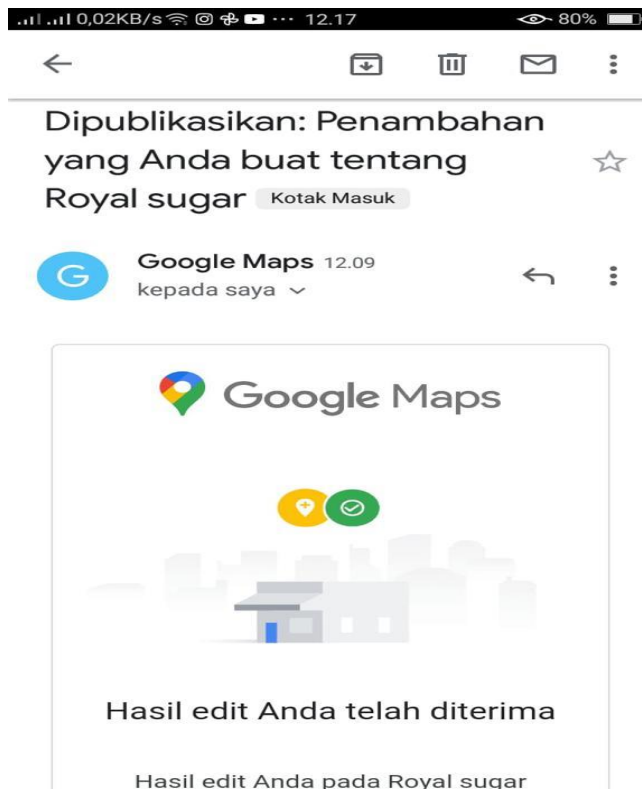 0,02KB/s ... 12.17 80%
Dipublikasikan: Penambahan
yang Anda buat tentang
Royal sugar Kotak Masuk
G
Google Maps 12.09
kepada saya
Google Maps
Hasil edit Anda telah diterima
Hasil edit Anda pada Royal sugar